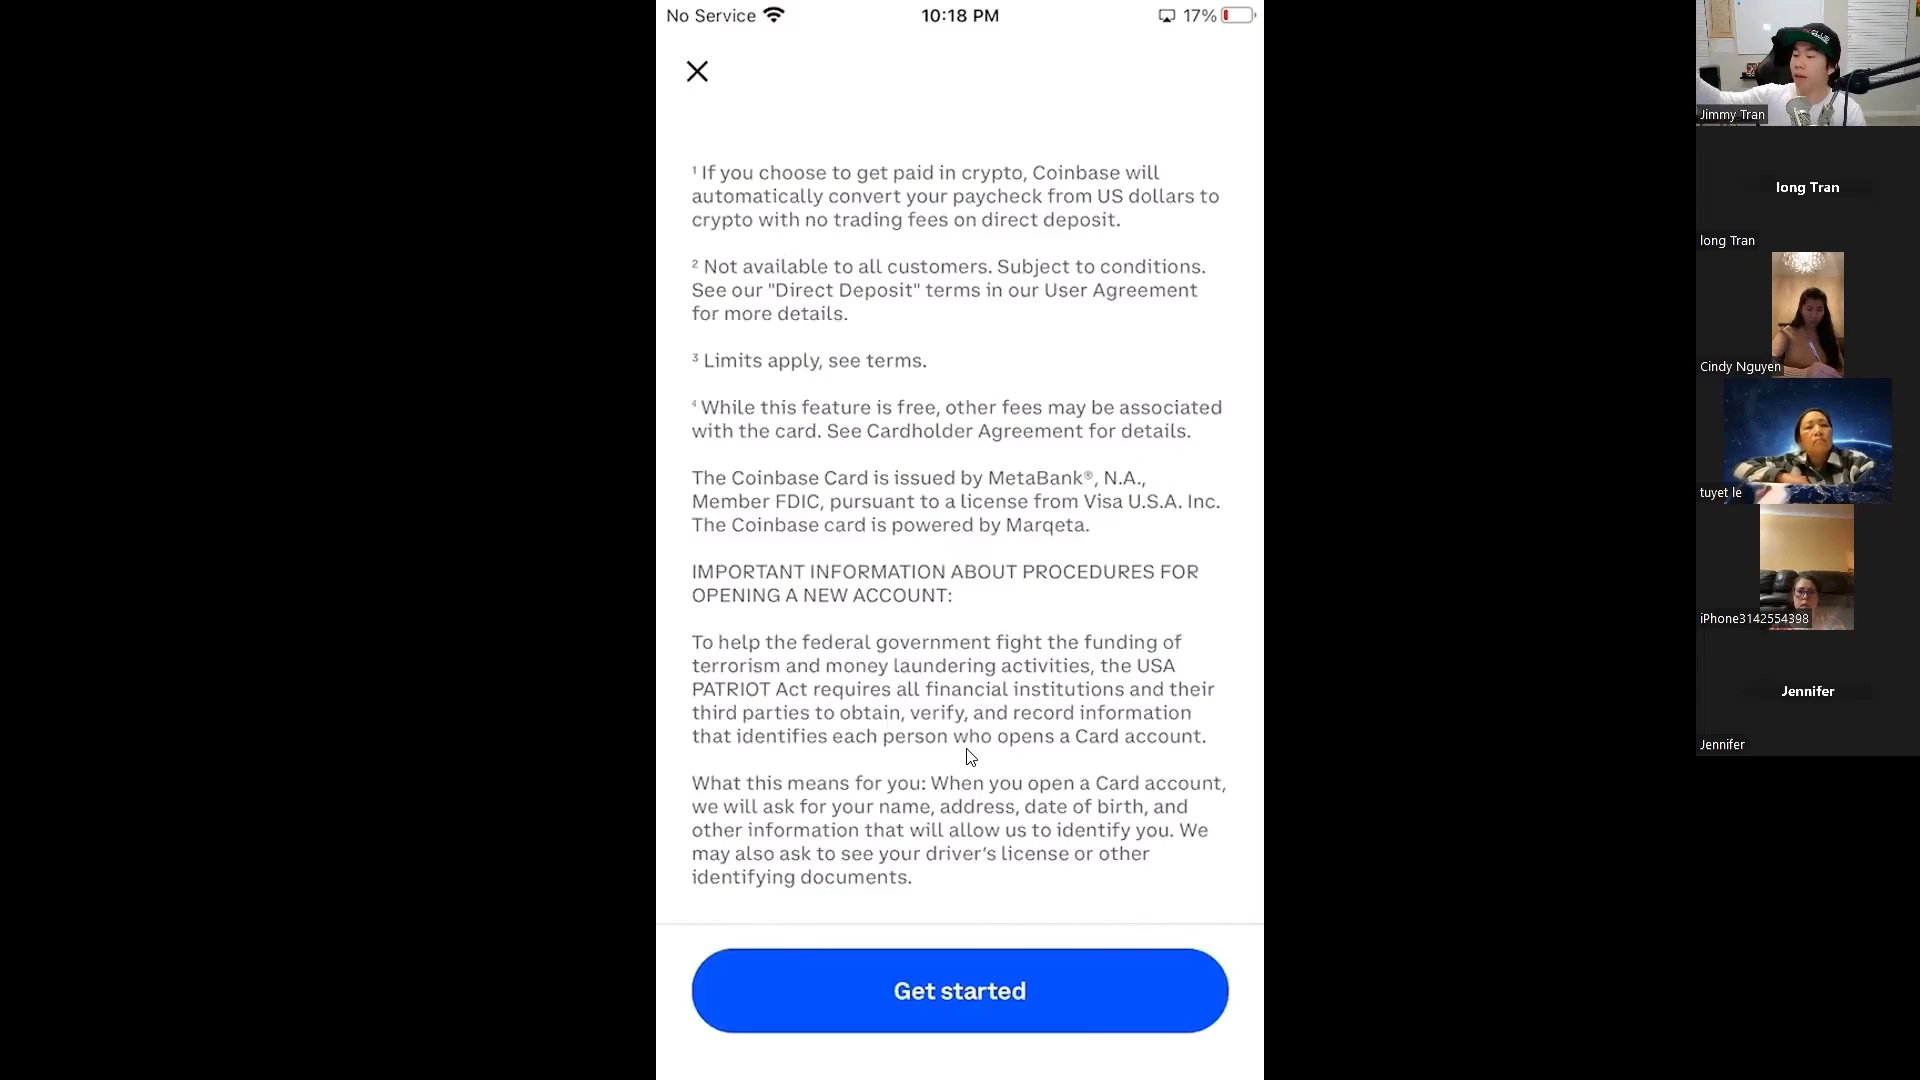 No Service
10:18 PM
17%
¹ If you choose to get paid in crypto, Coinbase will
automatically convert your paycheck from US dollars to
crypto with no trading fees on direct deposit.
² Not available to all customers. Subject to conditions.
See our "Direct Deposit" terms in our User Agreement
for more details.
³ Limits apply, see terms.
⁴ While this feature is free, other fees may be associated
with the card. See Cardholder Agreement for details.
The Coinbase Card is issued by MetaBank®, N.A.,
Member FDIC, pursuant to a license from Visa U.S.A. Inc.
The Coinbase card is powered by Marqeta.
IMPORTANT INFORMATION ABOUT PROCEDURES FOR
OPENING A NEW ACCOUNT:
To help the federal government fight the funding of
terrorism and money laundering activities, the USA
PATRIOT Act requires all financial institutions and their
third parties to obtain, verify, and record information
that identifies each person who opens a Card account.
What this means for you: When you open a Card account,
we will ask for your name, address, date of birth, and
other information that will allow us to identify you. We
may also ask to see your driver's license or other
identifying documents.
Get started
Jimmy Tran
long Tran
long Tran
Cindy Nguyen
tuyet le
iPhone3142554398
Jennifer
Jennifer